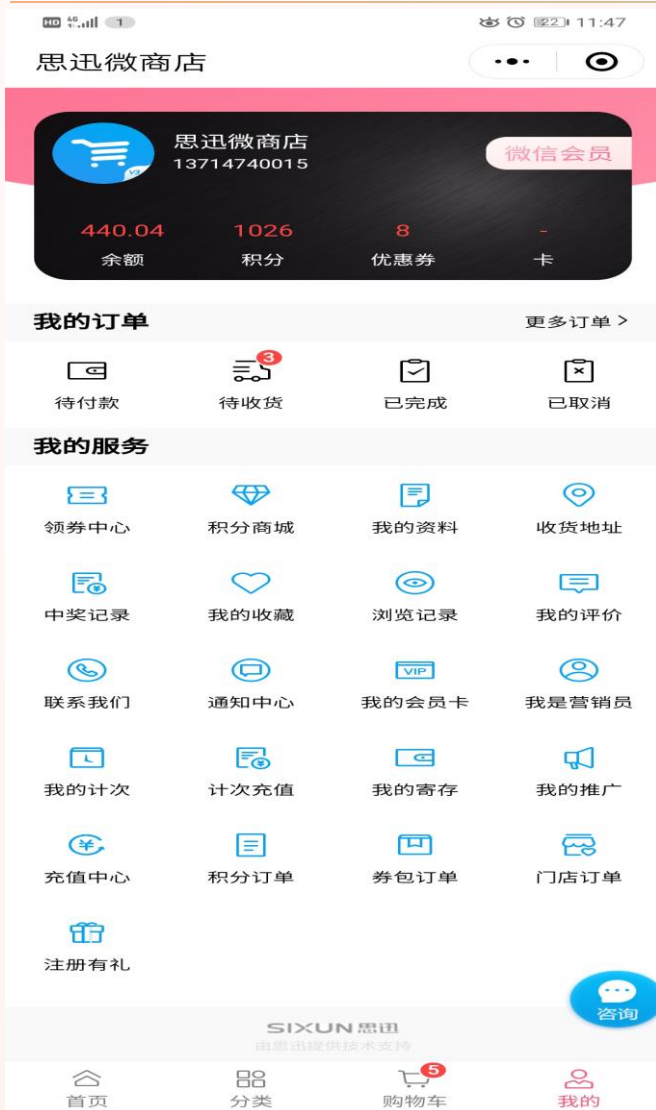 HD 4G 1 22 11:47
思迅微商店
思迅微商店
13714740015
微信会员
440.04 1026 8 -
余额 积分 优惠券 卡
我的订单 更多订单 >
3
待付款 待收货 已完成 已取消
我的服务
领券中心 积分商城 我的资料 收货地址
中奖记录 我的收藏 浏览记录 我的评价
VIP
联系我们 通知中心 我的会员卡 我是营销员
我的计次 计次充值 我的寄存 我的推广
充值中心 积分订单 券包订单 门店订单
注册有礼
咨询
SIXUN思迅
由思迅提供技术支持
5
首页 分类 购物车 我的